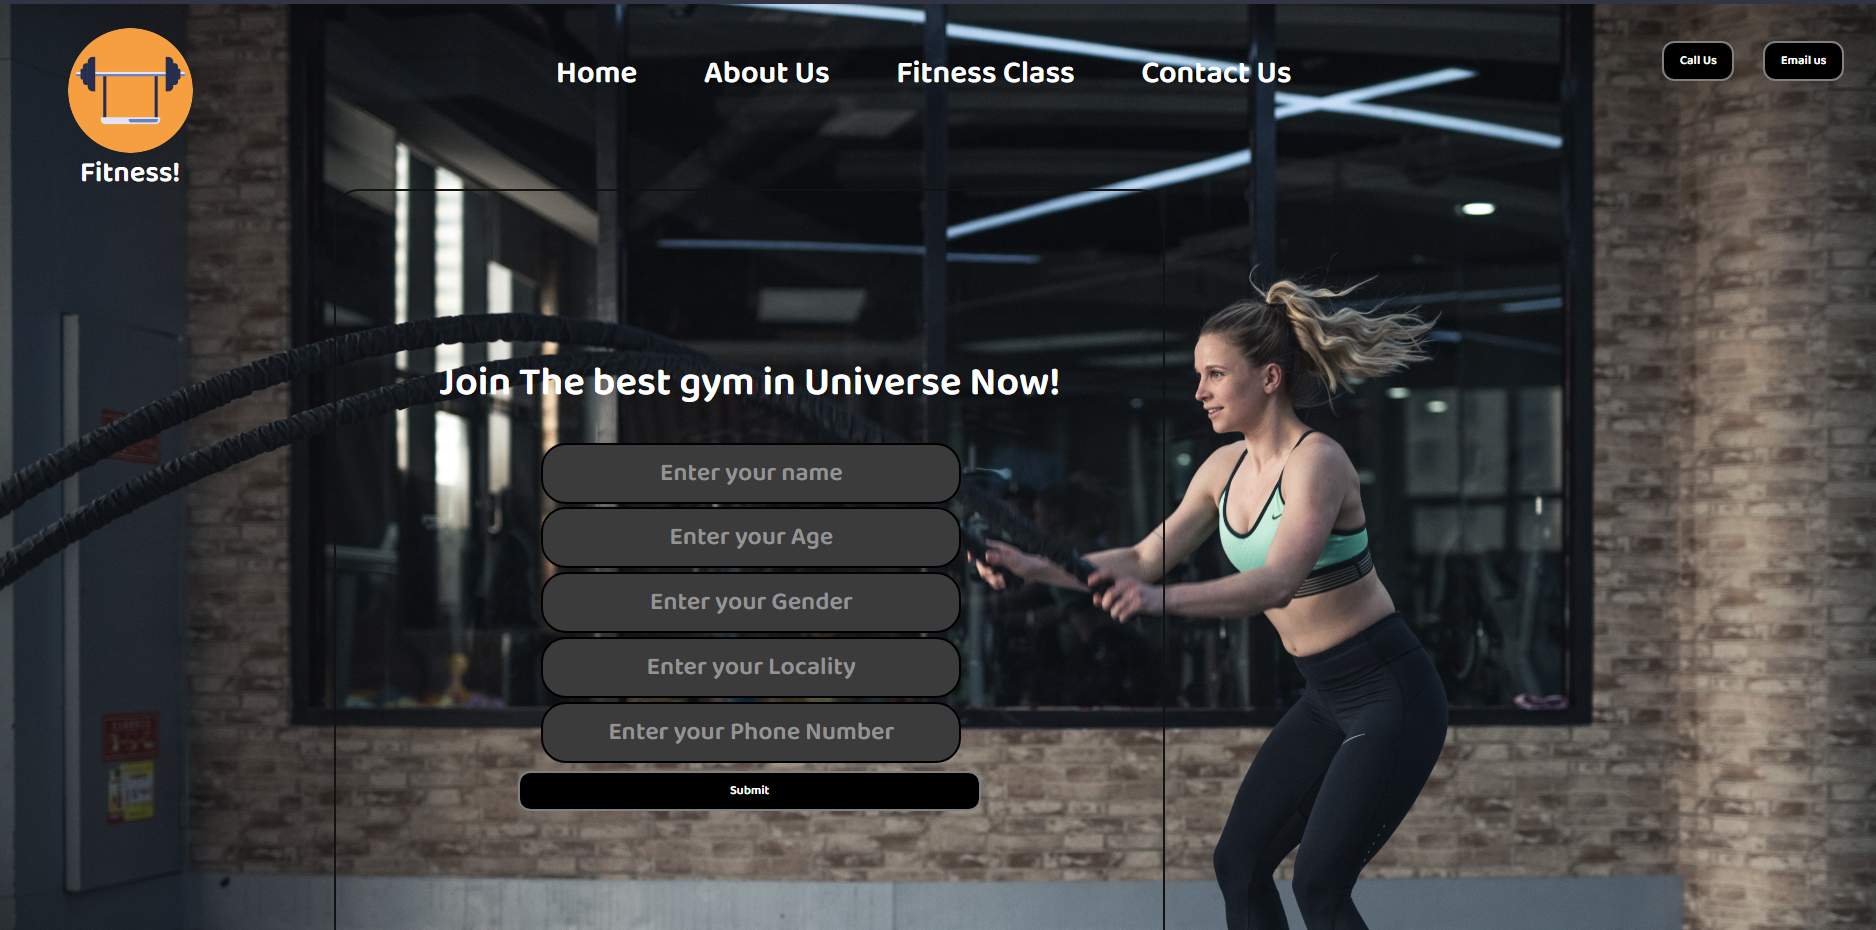 Home About Us Fitness Class Contact Us
Call Us Email us
Fitness!
Join The best gym in Universe Now!
Enter your name
Enter your Age
Enter your Gender
Enter your Locality
Enter your Phone Number
Submit